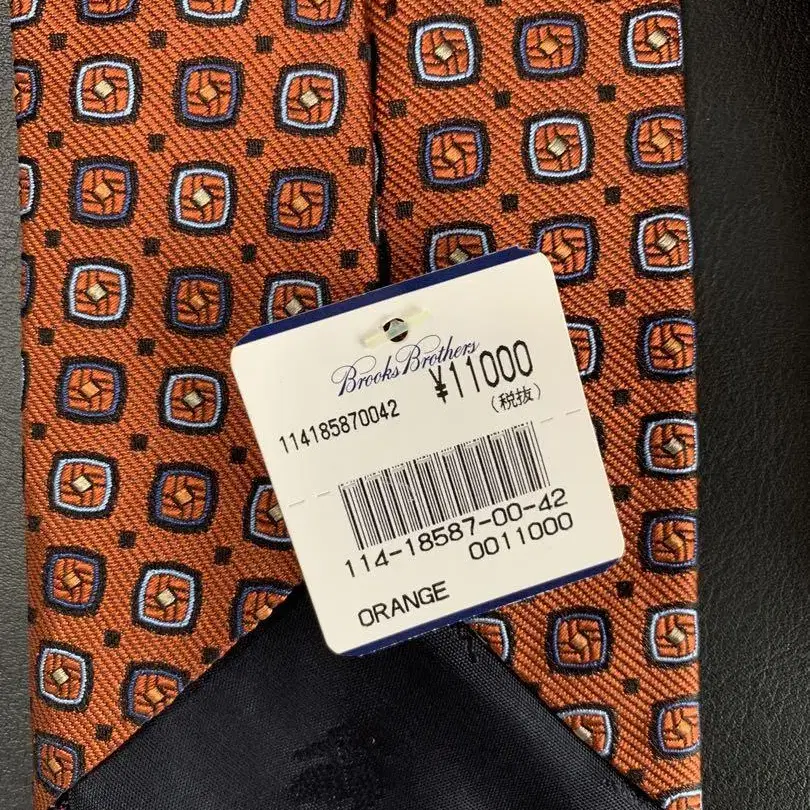 Brooks Brothers
¥11000
114185870042
(税抜)
114-18587-00-42
0011000
ORANGE